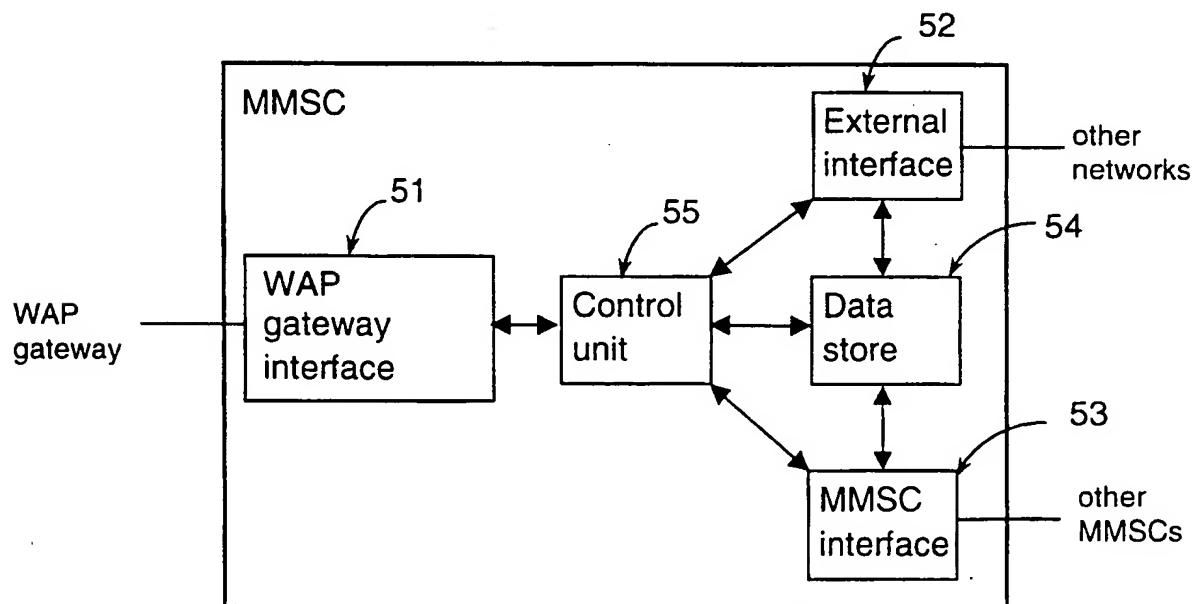 52
MMSC
External
interface
other
networks
51
55
54
WAP
gateway
interface
Control
unit
Data
store
WAP
gateway
53
MMSC
interface
other
MMSCs